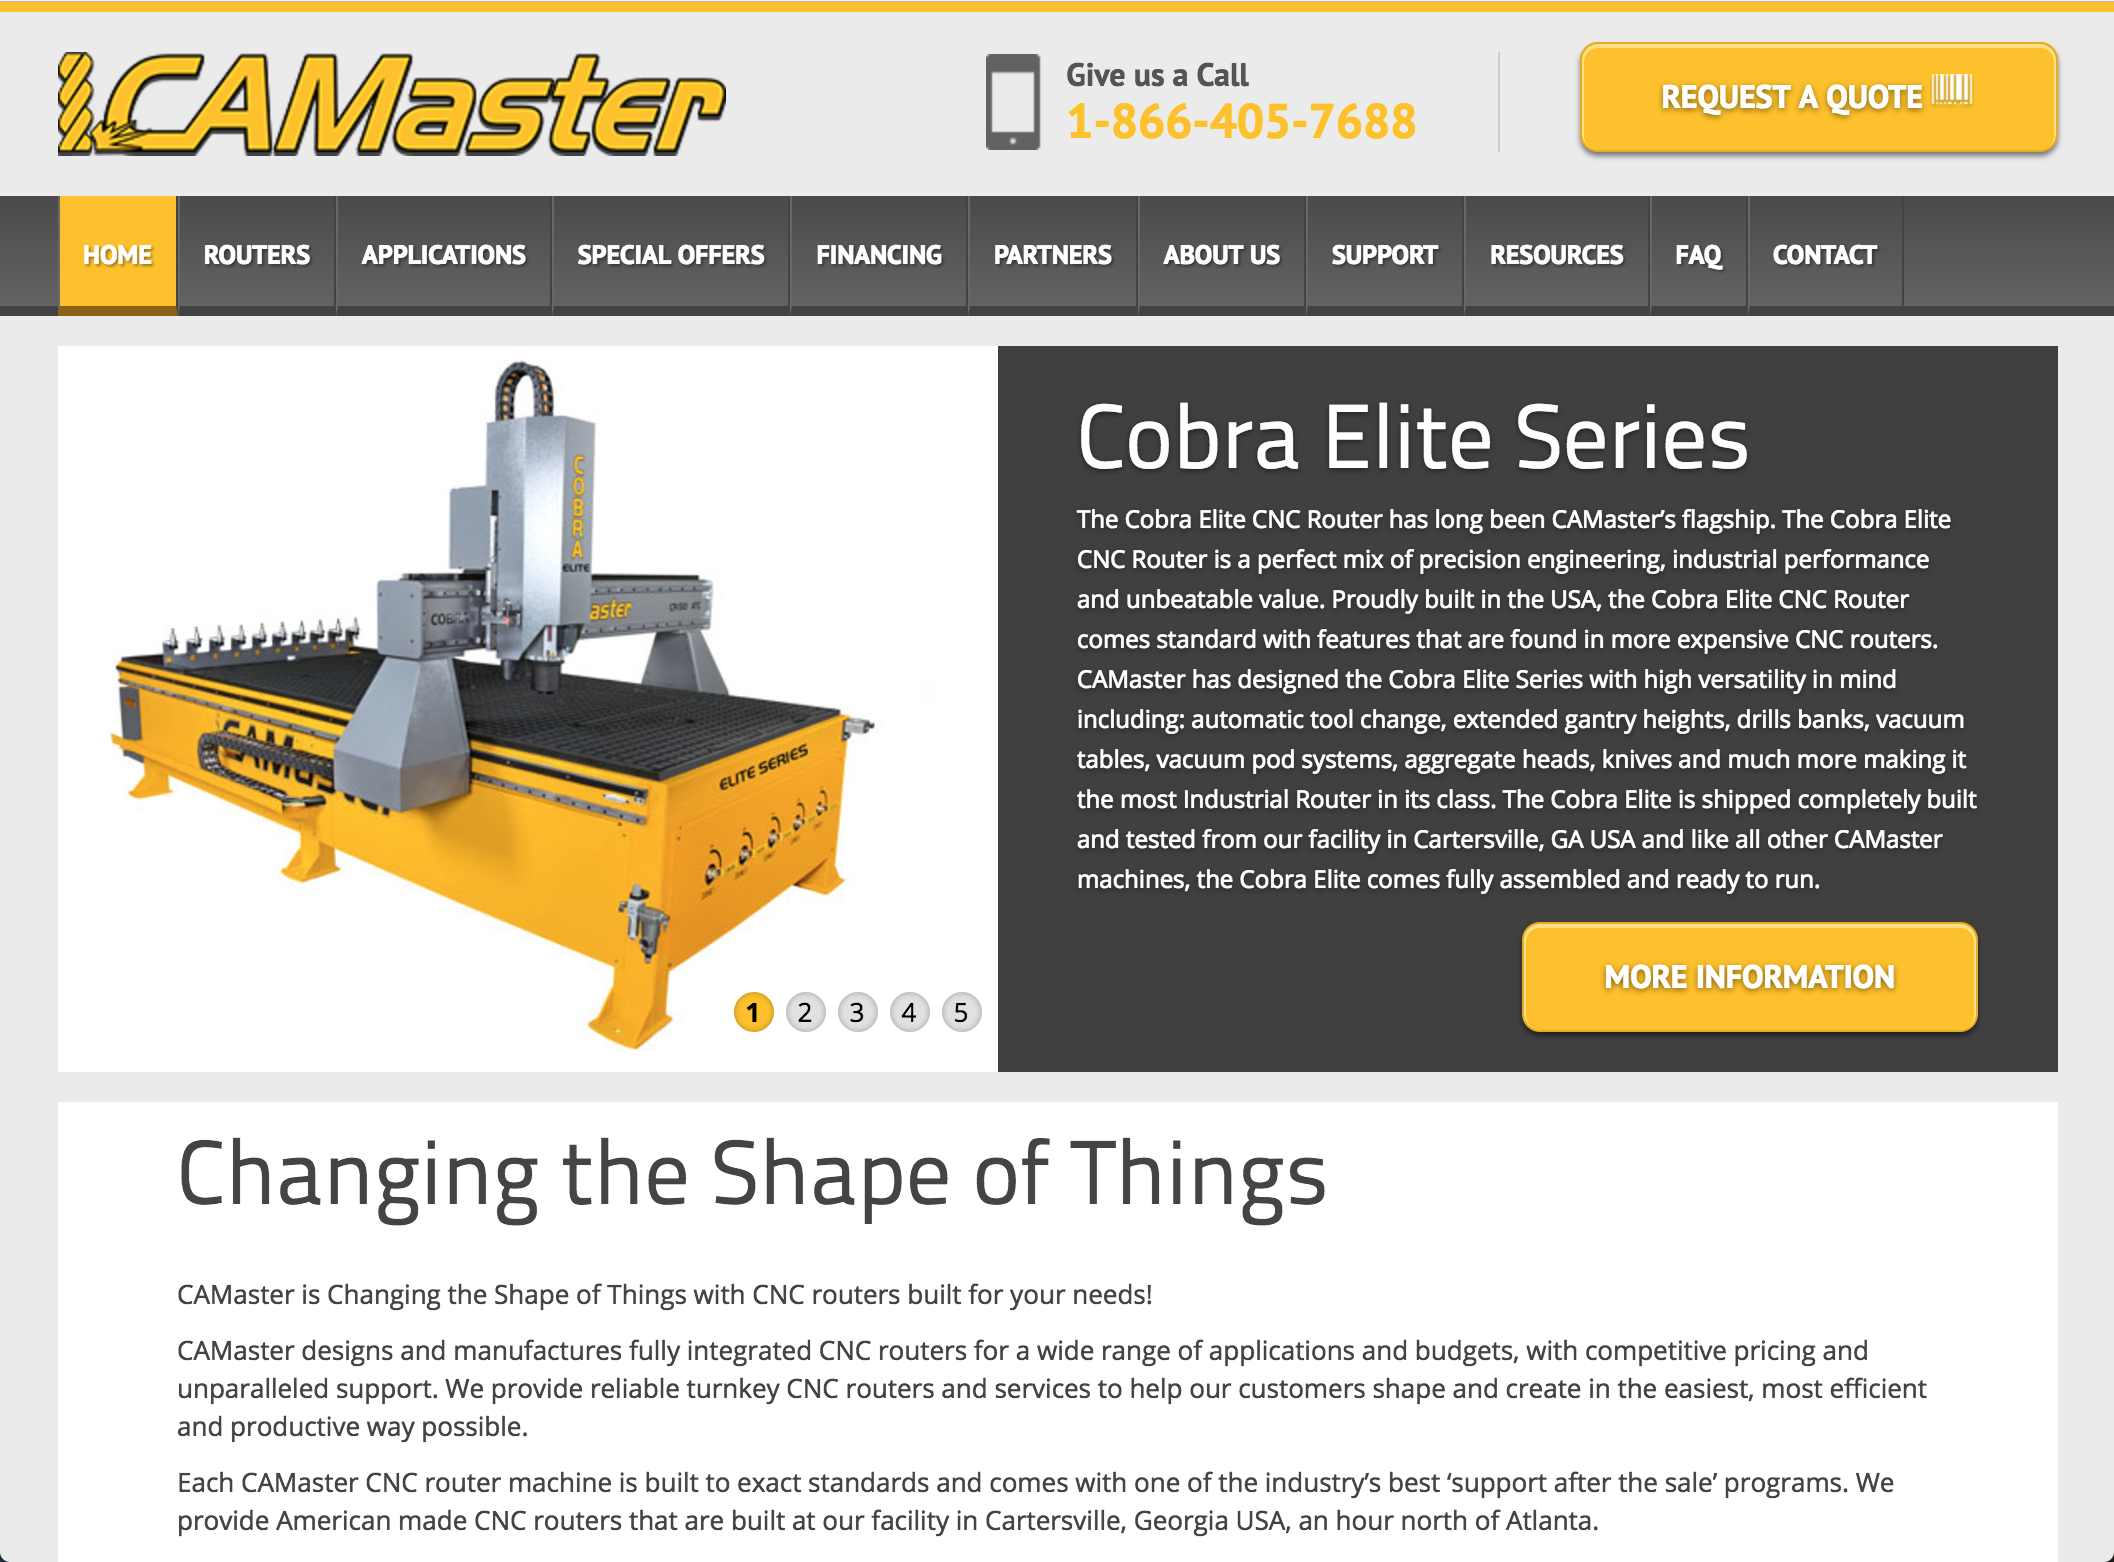 CAMaster
Give us a Call
1-866-405-7688
REQUEST A QUOTE
HOME
ROUTERS
APPLICATIONS
SPECIAL OFFERS
FINANCING
PARTNERS
ABOUT US
SUPPORT
RESOURCES
FAQ
CONTACT
COBRA
ELITE
COBRA
aster
ELITE SERIES
1 2 3 4 5
Cobra Elite Series
The Cobra Elite CNC Router has long been CAMaster’s flagship. The Cobra Elite
CNC Router is a perfect mix of precision engineering, industrial performance
and unbeatable value. Proudly built in the USA, the Cobra Elite CNC Router
comes standard with features that are found in more expensive CNC routers.
CAMaster has designed the Cobra Elite Series with high versatility in mind
including: automatic tool change, extended gantry heights, drills banks, vacuum
tables, vacuum pod systems, aggregate heads, knives and much more making it
the most Industrial Router in its class. The Cobra Elite is shipped completely built
and tested from our facility in Cartersville, GA USA and like all other CAMaster
machines, the Cobra Elite comes fully assembled and ready to run.
MORE INFORMATION
Changing the Shape of Things
CAMaster is Changing the Shape of Things with CNC routers built for your needs!
CAMaster designs and manufactures fully integrated CNC routers for a wide range of applications and budgets, with competitive pricing and
unparalleled support. We provide reliable turnkey CNC routers and services to help our customers shape and create in the easiest, most efficient
and productive way possible.
Each CAMaster CNC router machine is built to exact standards and comes with one of the industry’s best ‘support after the sale’ programs. We
provide American made CNC routers that are built at our facility in Cartersville, Georgia USA, an hour north of Atlanta.